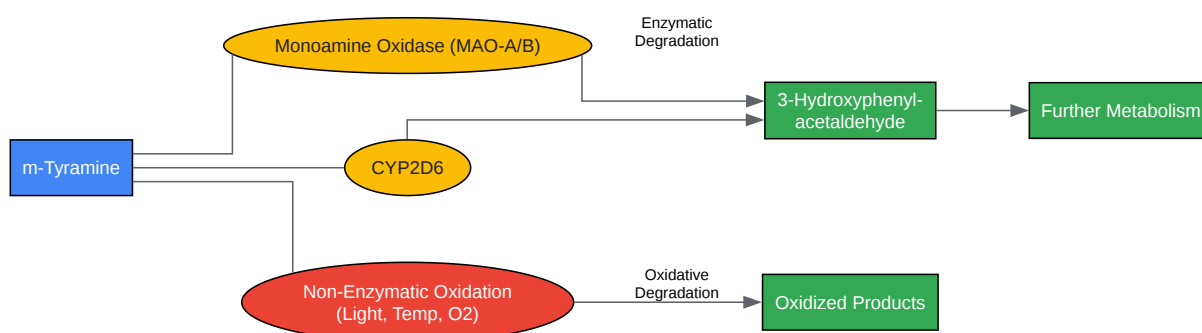 Monoamine Oxidase (MAO-A/B)
Enzymatic
Degradation
3-Hydroxyphenyl-
acetaldehyde
Further Metabolism
m-Tyramine
CYP2D6
Non-Enzymatic Oxidation
(Light, Temp, O2)
Oxidative
Degradation
Oxidized Products